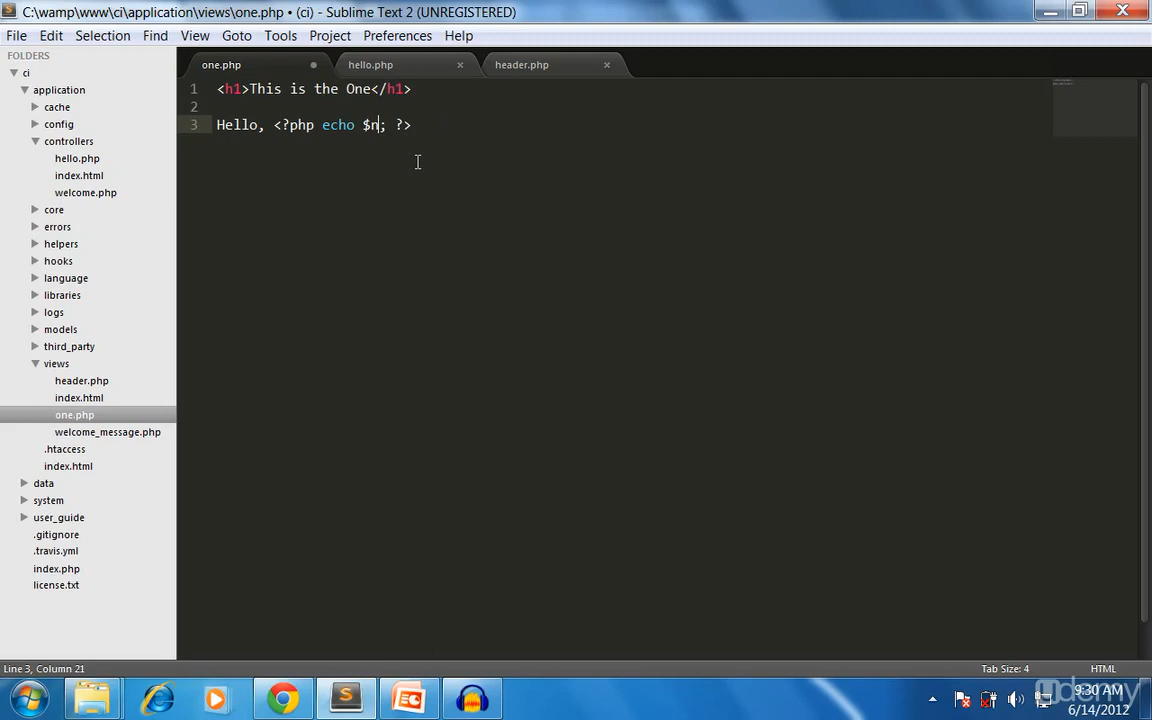 C:\wamp\www\ci\application\views\one.php • (ci) - Sublime Text 2 (UNREGISTERED)
File Edit Selection Find View Goto Tools Project Preferences Help
FOLDERS
ci
application
cache
config
controllers
hello.php
index.html
welcome.php
core
errors
helpers
hooks
language
libraries
logs
models
third_party
views
header.php
index.html
one.php
welcome_message.php
.htaccess
index.html
data
system
user_guide
.gitignore
.travis.yml
index.php
license.txt
one.php hello.php header.php
1 <h1>This is the One</h1>
2
3 Hello, <?php echo $n; ?>
Line 3, Column 21 Tab Size: 4 HTML
9:30 AM
6/14/2012
udemy